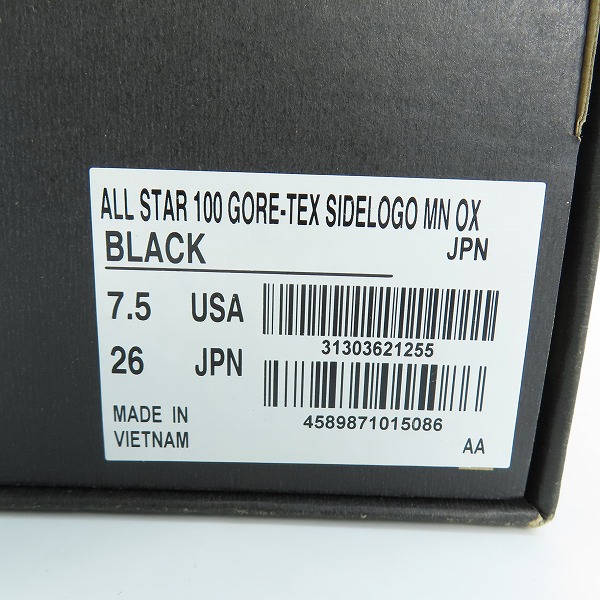 ALL STAR 100 GORE-TEX SIDELOGO MN OX
BLACK JPN
7.5 USA
31303621255
26 JPN
4589871015086
MADE IN
VIETNAM
AA